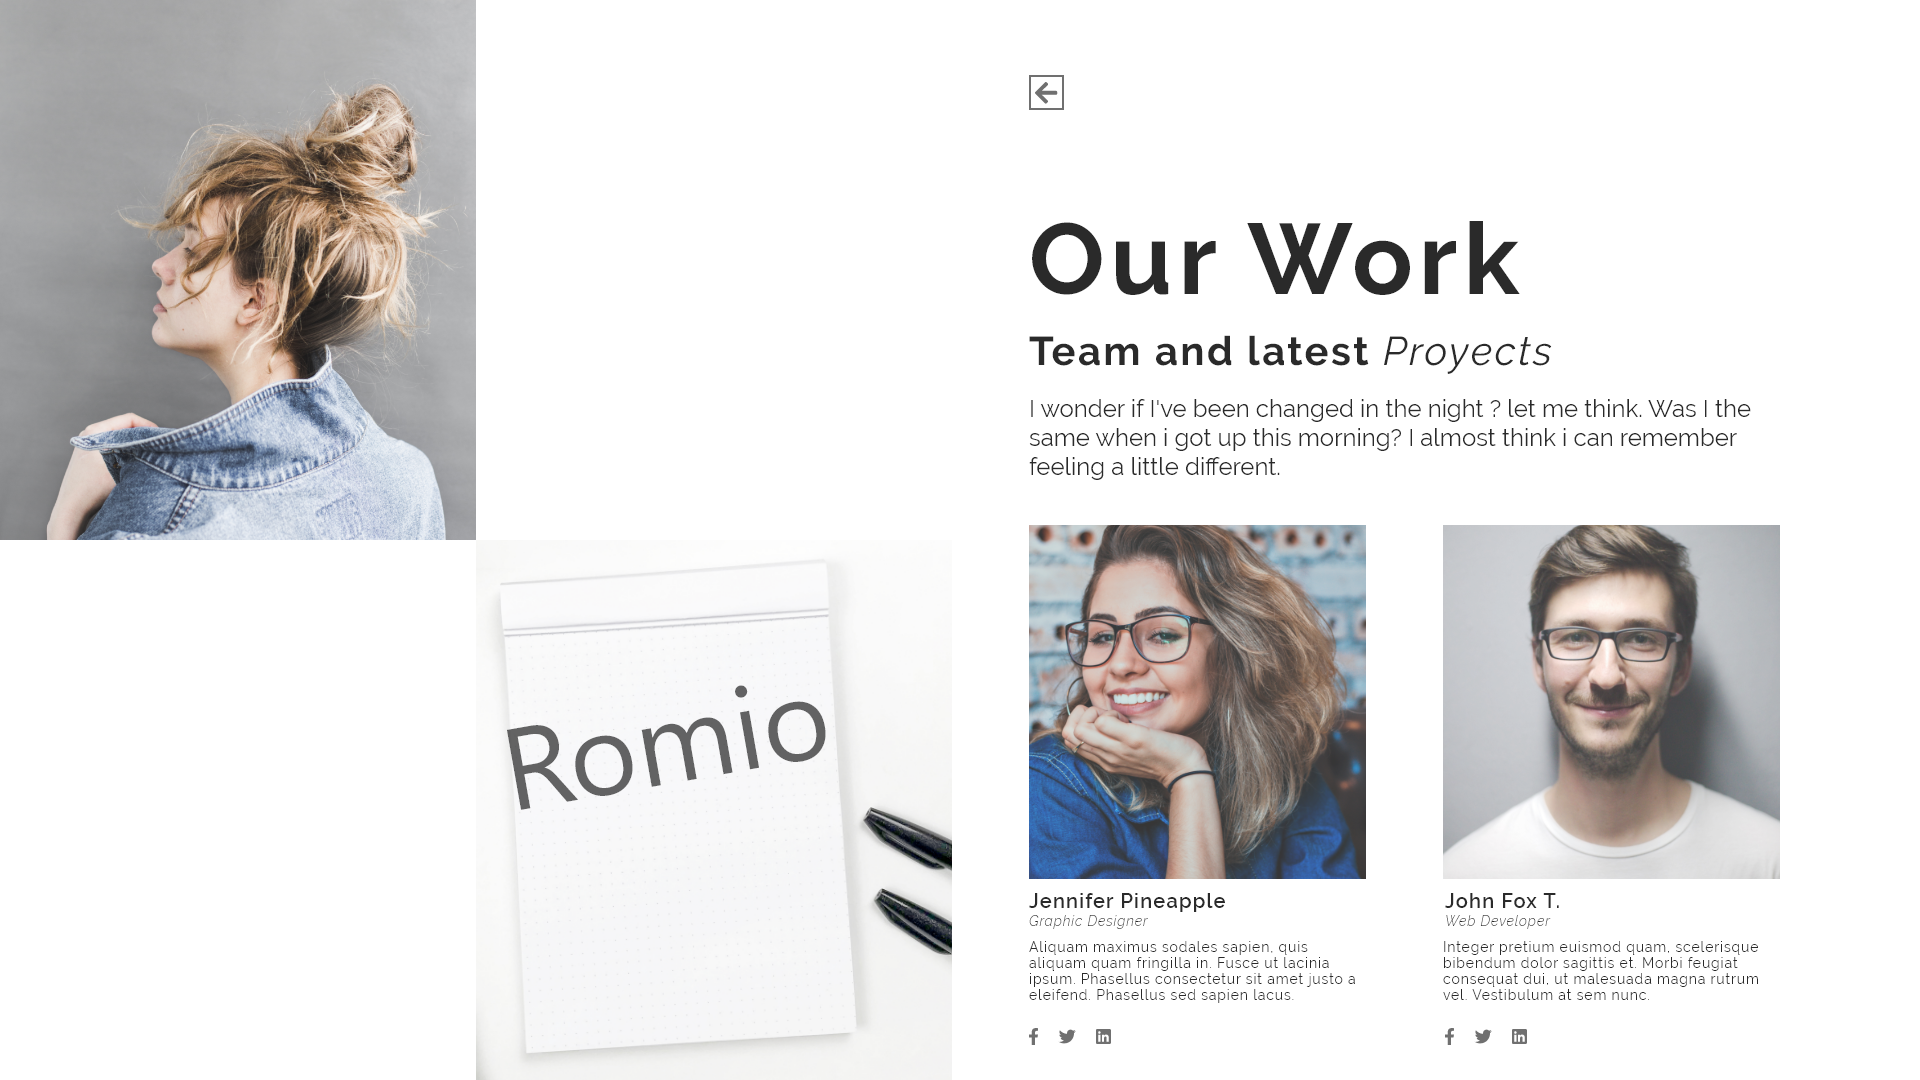 Our Work
Team and latest Proyects
I wonder if I've been changed in the night ? let me think. Was I the
same when i got up this morning? I almost think i can remember
feeling a little different.
Romio
Jennifer Pineapple
Graphic Designer
Aliquam maximus sodales sapien, quis
aliquam quam fringilla in. Fusce ut lacinia
ipsum. Phasellus consectetur sit amet justo a
eleifend. Phasellus sed sapien lacus.
John Fox T.
Web Developer
Integer pretium euismod quam, scelerisque
bibendum dolor sagittis et. Morbi feugiat
consequat dui, ut malesuada magna rutrum
vel. Vestibulum at sem nunc.